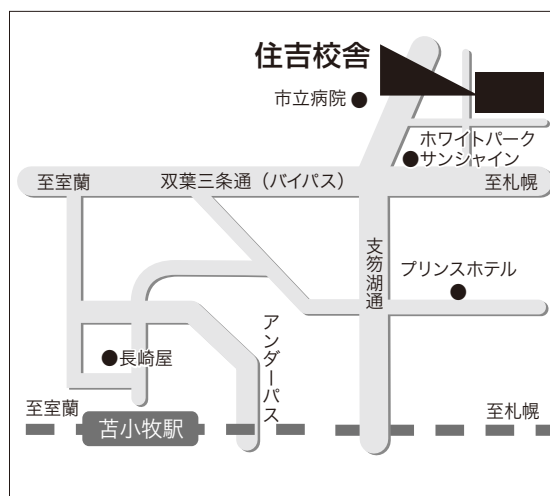 住吉校舎
市立病院
ホワイトパーク
サンシャイン
至室蘭
双葉三条通（バイパス）
至札幌
支笏湖通
プリンスホテル
アンダーパス
長崎屋
至室蘭
苫小牧駅
至札幌